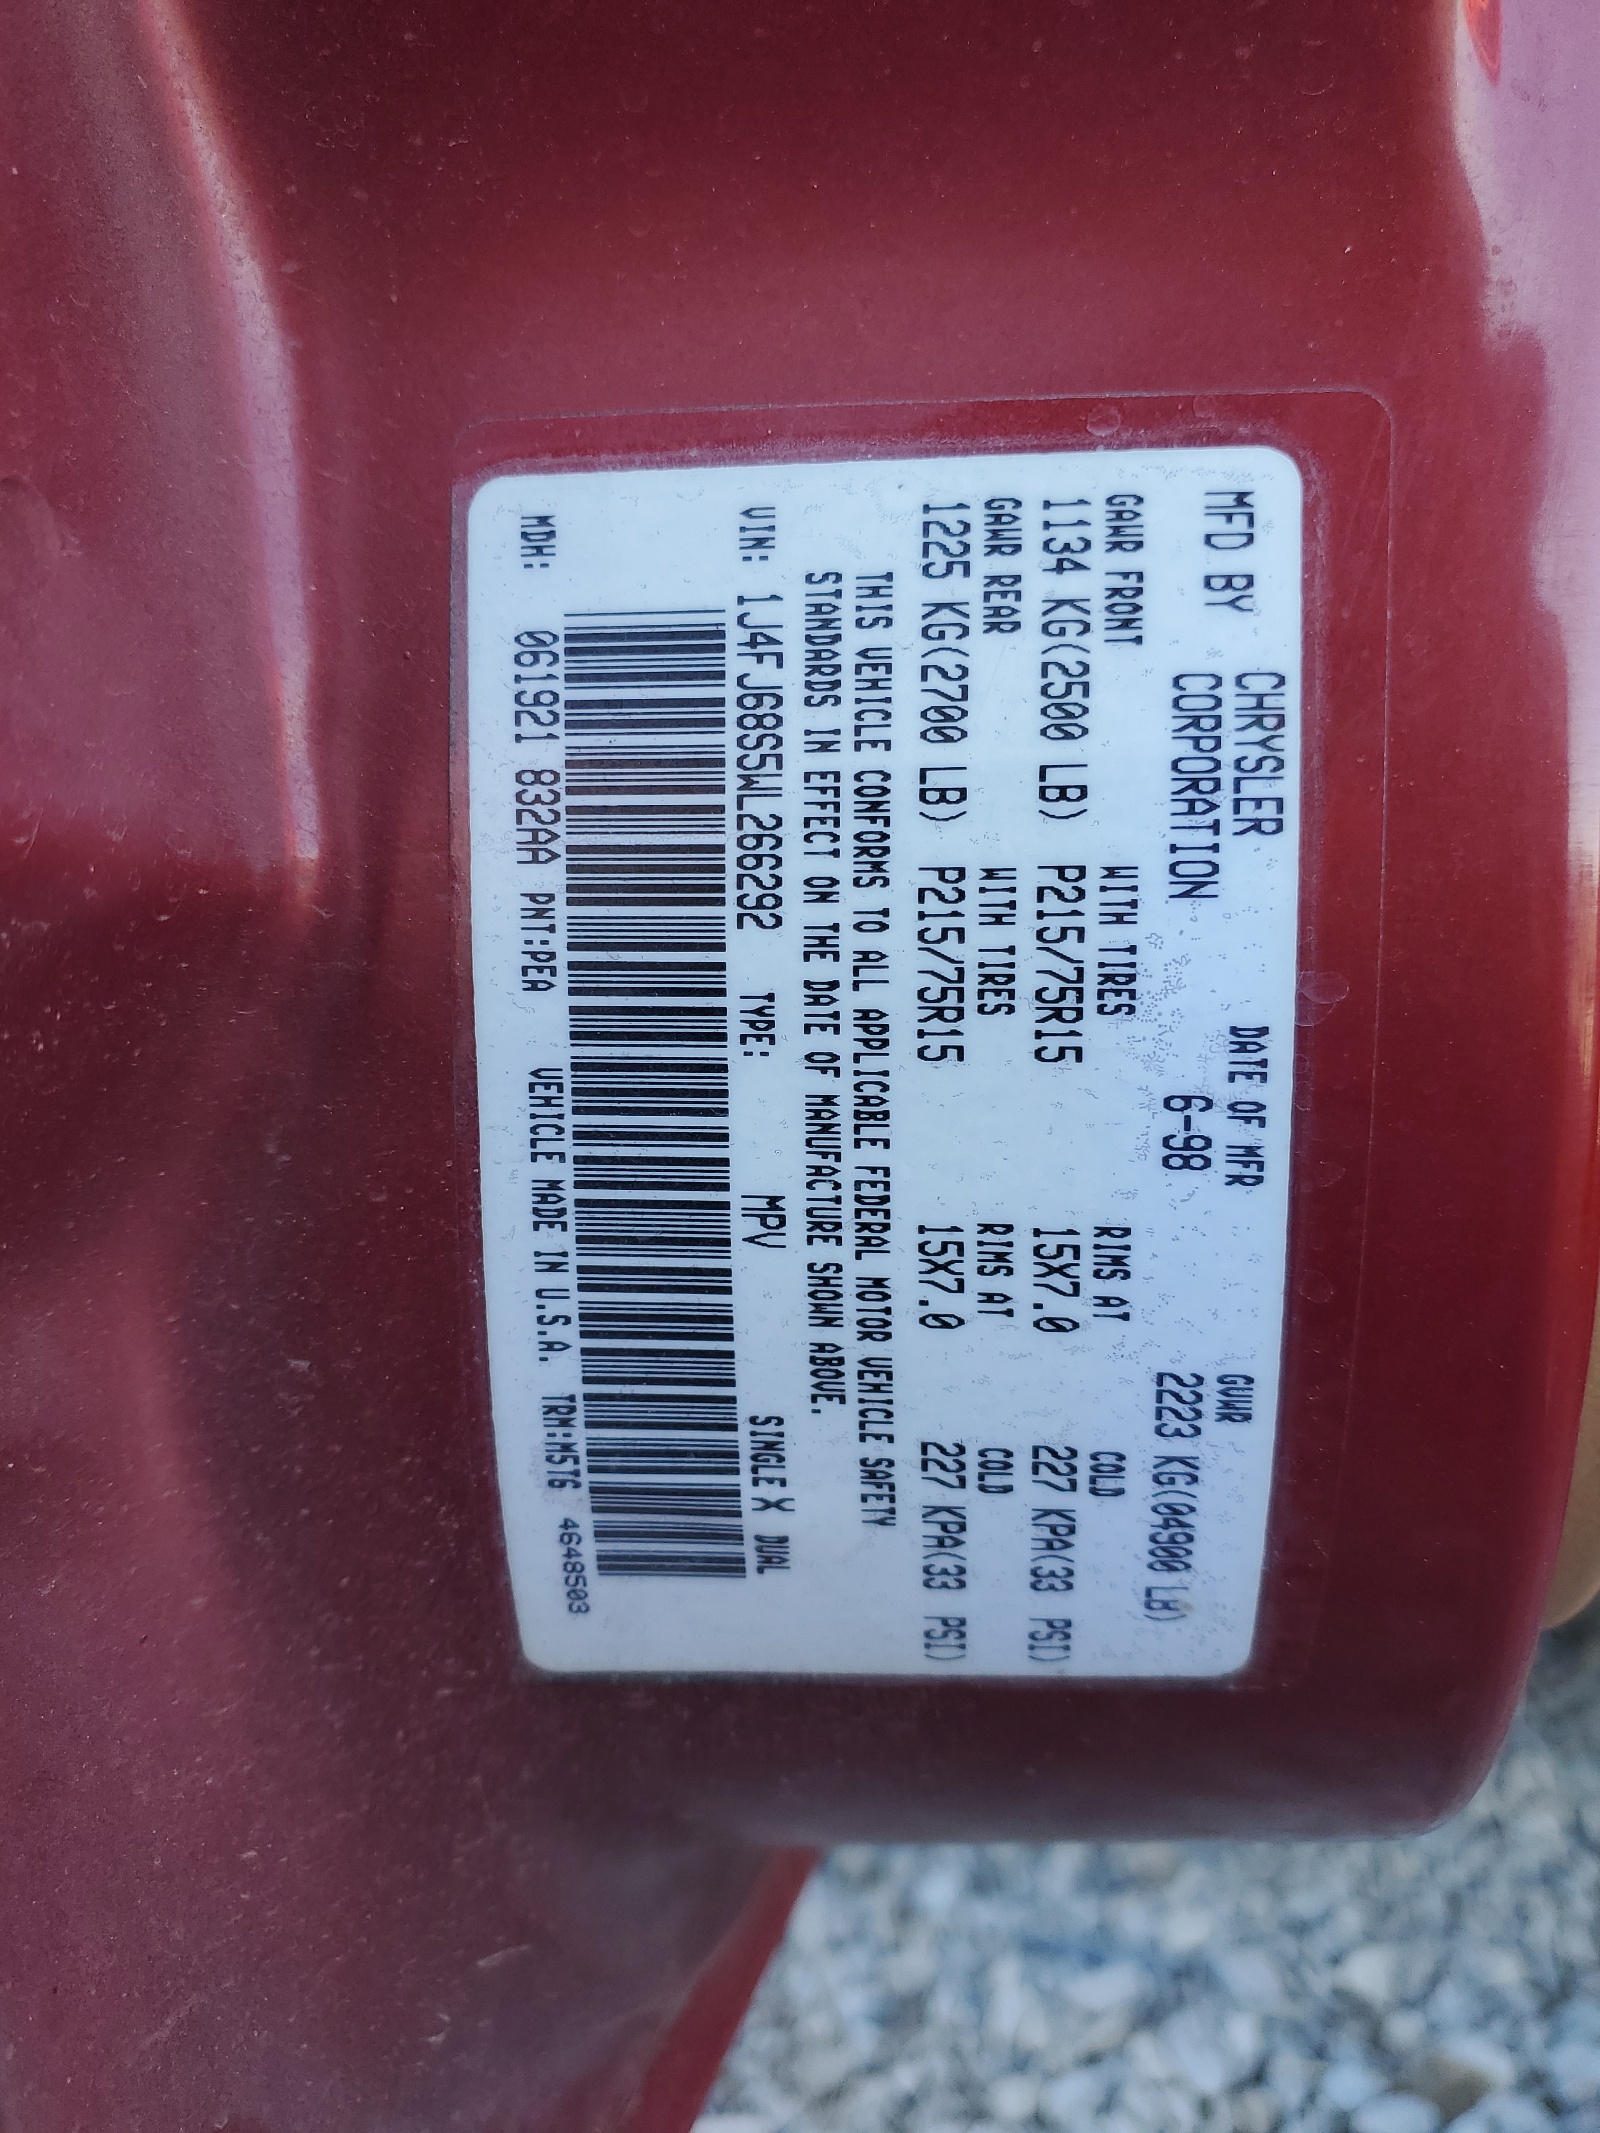 MFD BY CHRYSLER CORPORATION DATE OF MFR 6-98 GVWR 2223 KG(04900 LB)
GAWR FRONT WITH TIRES RIMS AT COLD
1134 KG(2500 LB) P215/75R15 15X7.0 227 KPA(33 PSI)
GAWR REAR WITH TIRES RIMS AT COLD
1225 KG(2700 LB) P215/75R15 15X7.0 227 KPA(33 PSI)
THIS VEHICLE CONFORMS TO ALL APPLICABLE FEDERAL MOTOR VEHICLE SAFETY
STANDARDS IN EFFECT ON THE DATE OF MANUFACTURE SHOWN ABOVE.
VIN: 1J4FJ68S5WL266292 TYPE: MPV SINGLE X DUAL
MDH: 061921 832AA PNT:PEA VEHICLE MADE IN U.S.A. TRM:M5T6 4648503